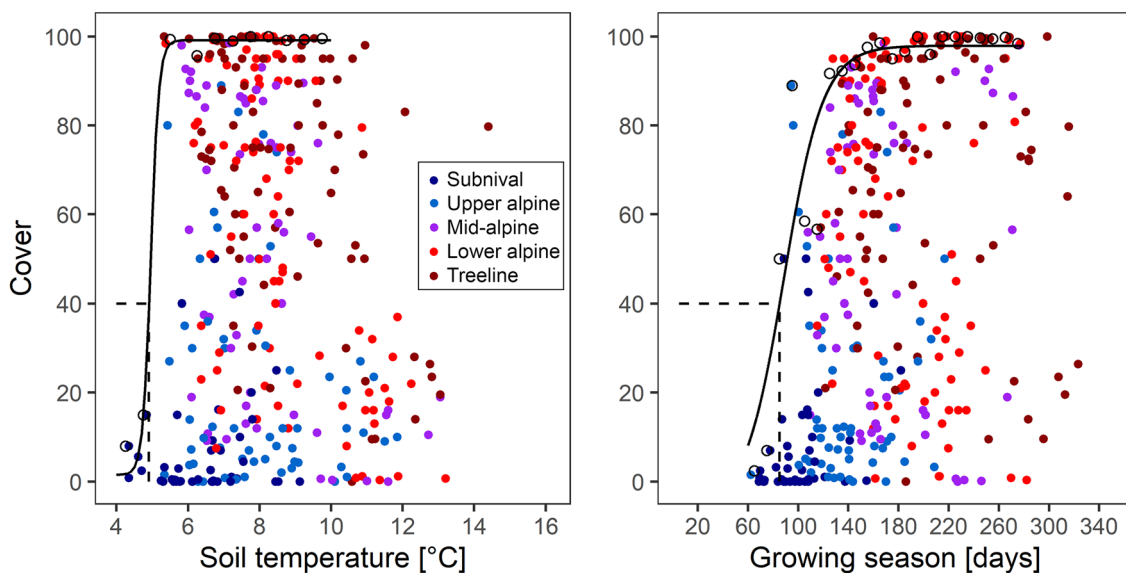 Cover
100
80
60
40
20
0
4 6 8 10 12 14 16
Soil temperature [°C]
Subnival
Upper alpine
Mid-alpine
Lower alpine
Treeline
100
80
60
40
20
0
20 60 100 140 180 220 260 300 340
Growing season [days]